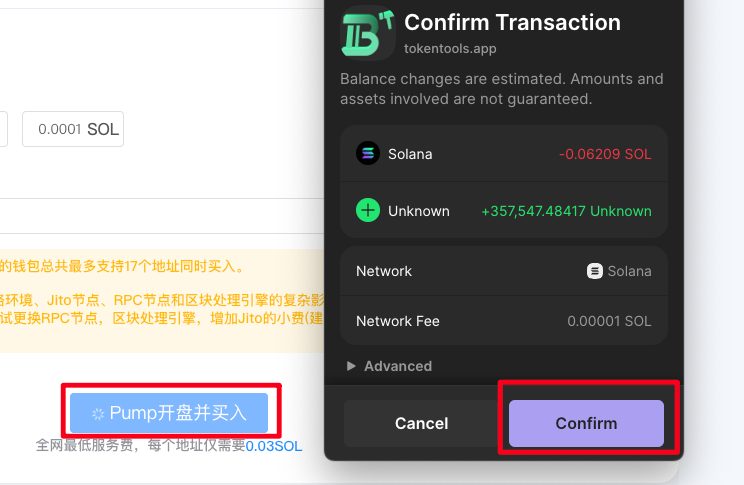 0.0001 SOL
的钱包总共最多支持17个地址同时买入。
环境、Jito节点、RPC节点和区块处理引擎的复杂影
试更换RPC节点，区块处理引擎，增加Jito的小费(建
Pump开盘并买入
全网最低服务费，每个地址仅需要0.03SOL
Confirm Transaction
tokentools.app
Balance changes are estimated. Amounts and
assets involved are not guaranteed.
Solana -0.06209 SOL
Unknown +357,547.48417 Unknown
Network Solana
Network Fee 0.00001 SOL
Advanced
Cancel Confirm